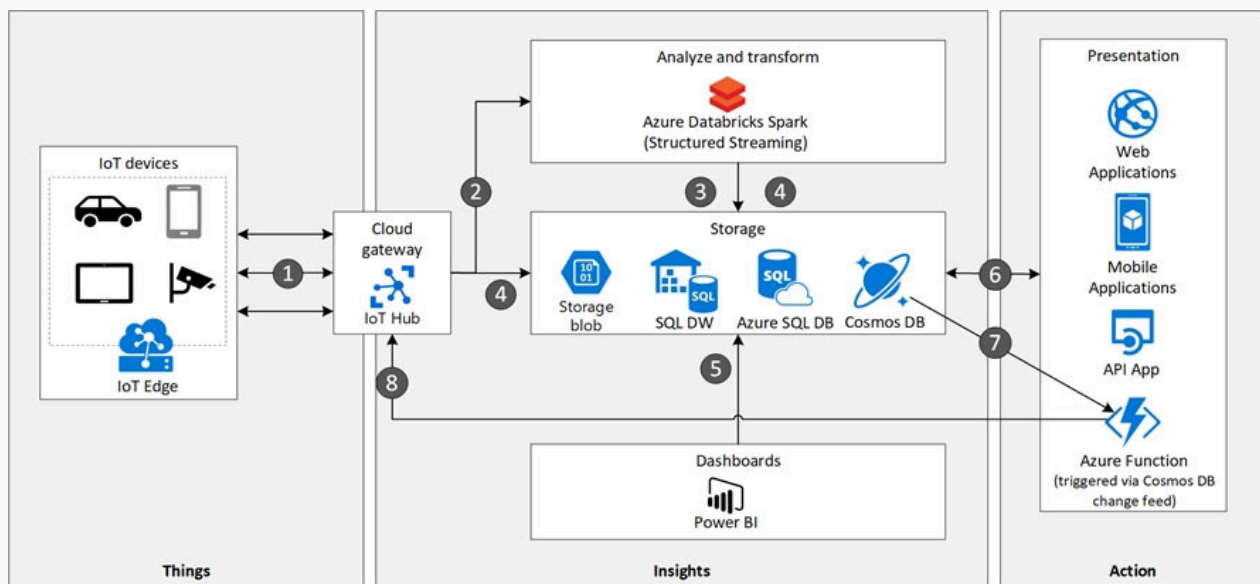 IoT devices
IoT Edge
Things
1
Cloud
gateway
IoT Hub
2
Analyze and transform
Azure Databricks Spark
(Structured Streaming)
3
4
4
Storage
10
01
Storage
blob
SQL
SQL DW
SQL
Azure SQL DB
Cosmos DB
5
8
Dashboards
Power BI
Insights
6
7
Presentation
Web
Applications
Mobile
Applications
API App
Azure Function
(triggered via Cosmos DB
change feed)
Action